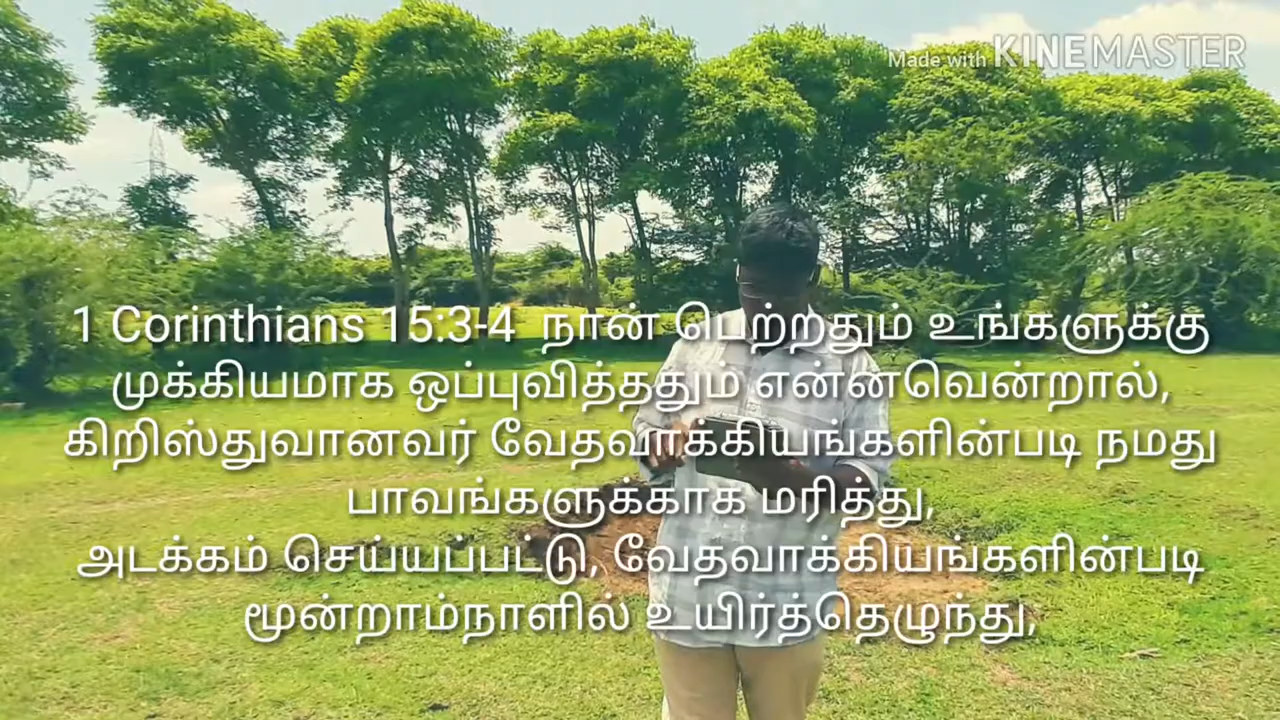 Made with KINEMASTER
1 Corinthians 15:3-4 நான் பெற்றதும் உங்களுக்கு
முக்கியமாக ஒப்புவித்ததும் என்னவென்றால்,
கிறிஸ்துவானவர் வேதவாக்கியங்களின்படி நமது
பாவங்களுக்காக மரித்து,
அடக்கம் செய்யப்பட்டு, வேதவாக்கியங்களின்படி
மூன்றாம்நாளில் உயிர்த்தெழுந்து,